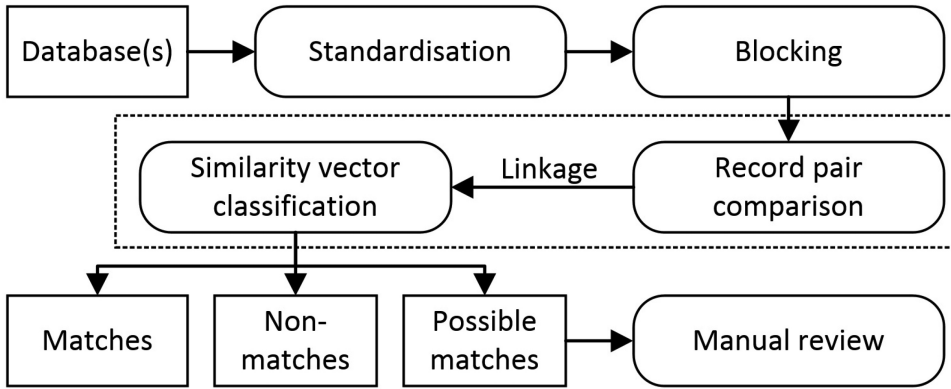 Database(s)
Standardisation
Blocking
Similarity vector
classification
Linkage
Record pair
comparison
Matches
Non-
matches
Possible
matches
Manual review